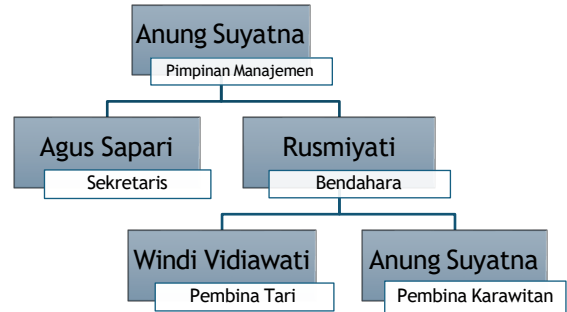 Anung Suyatna
Pimpinan Manajemen
Agus Sapari
Sekretaris
Rusmiyati
Bendahara
Windi Vidiawati
Pembina Tari
Anung Suyatna
Pembina Karawitan